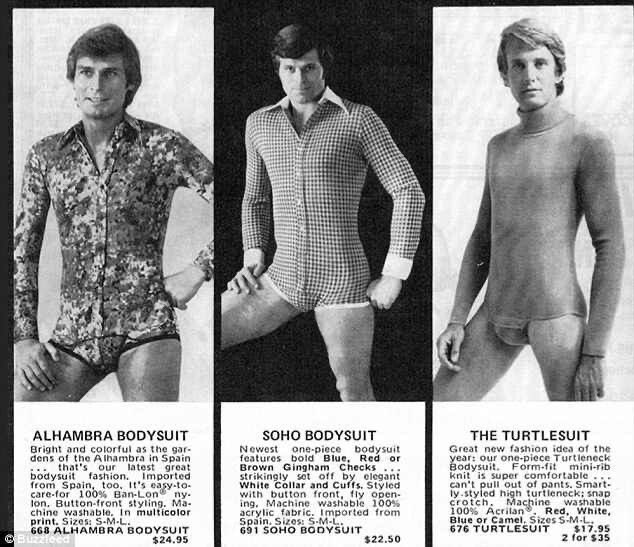 ALHAMBRA BODYSUIT
Bright and colorful as the gar-
dens of the Alhambra in Spain
... that's our latest great
bodysuit fashion. Imported
from Spain, too. It's easy-to-
care-for 100% Ban-Lon® ny-
lon. Button-front styling. Ma-
chine washable. In multicolor
print. Sizes: S-M-L.
668 ALHAMBRA BODYSUIT
$24.95
SOHO BODYSUIT
Newest one-piece bodysuit
features bold Blue, Red or
Brown Gingham Checks ...
strikingly set off by elegant
White Collar and Cuffs. Styled
with button front, fly open-
ing. Machine washable 100%
acrylic fabric. Imported from
Spain. Sizes: S-M-L.
691 SOHO BODYSUIT
$22.50
THE TURTLESUIT
Great new fashion idea of the
year: our one-piece Turtleneck
Bodysuit. Form-fit mini-rib
knit is super comfortable ...
can't pull out of pants. Smart-
ly styled high turtleneck; snap
crotch. Machine washable
100% Acrilan®. Red, White,
Blue or Camel. Sizes S-M-L.
676 TURTLESUIT $17.95
2 for $35
© Buzzfeed